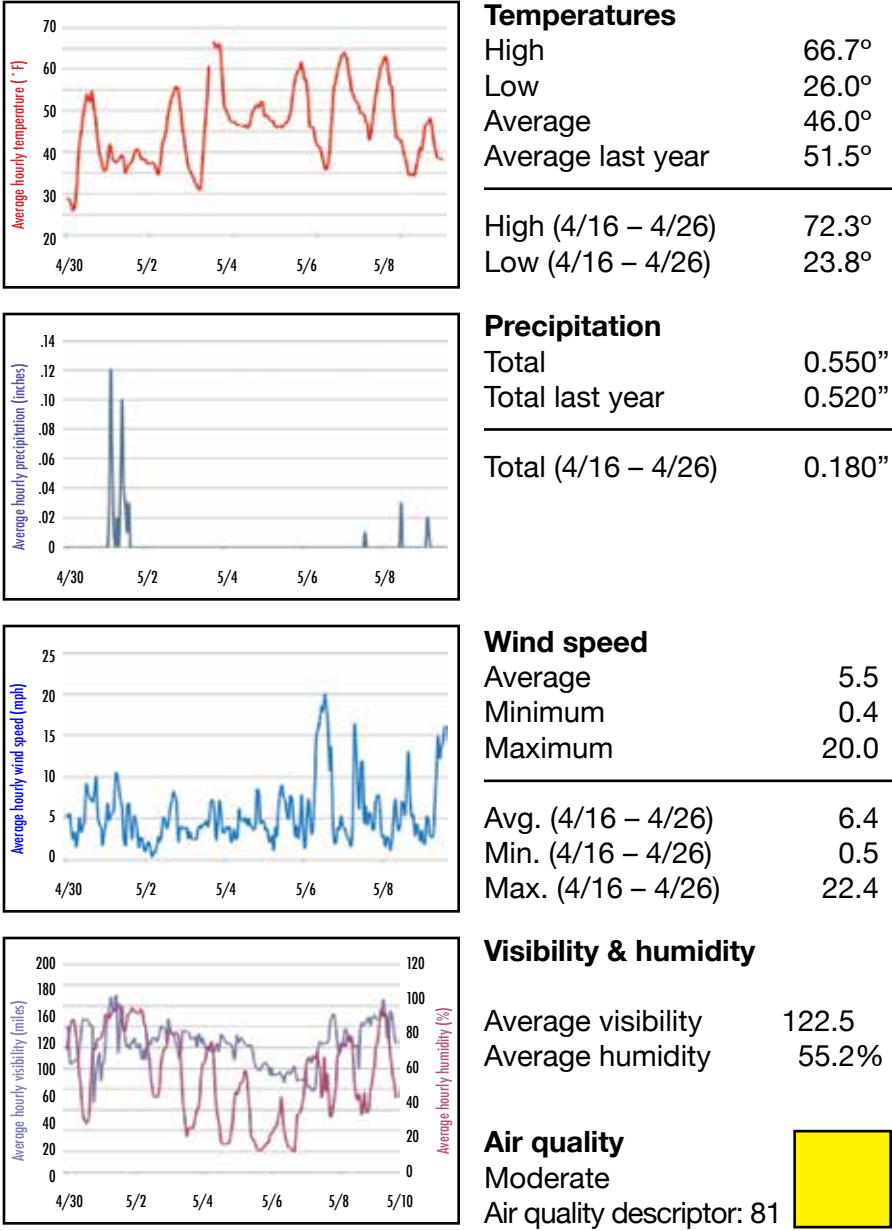 Average hourly temperature (˚F)
70
60
50
40
30
20
4/30 5/2 5/4 5/6 5/8
Temperatures
High 66.7º
Low 26.0º
Average 46.0º
Average last year 51.5º
High (4/16 – 4/26) 72.3º
Low (4/16 – 4/26) 23.8º
Average hourly precipitation (inches)
.14
.12
.10
.08
.06
.04
.02
0
4/30 5/2 5/4 5/6 5/8
Precipitation
Total 0.550”
Total last year 0.520”
Total (4/16 – 4/26) 0.180”
Average hourly wind speed (mph)
25
20
15
10
5
0
4/30 5/2 5/4 5/6 5/8
Wind speed
Average 5.5
Minimum 0.4
Maximum 20.0
Avg. (4/16 – 4/26) 6.4
Min. (4/16 – 4/26) 0.5
Max. (4/16 – 4/26) 22.4
Average hourly visibility (miles)
200
180
160
120
100
60
40
20
0
120
100
80
60
40
20
0
Average hourly humidity (%)
4/30 5/2 5/4 5/6 5/8 5/10
Visibility & humidity
Average visibility 122.5
Average humidity 55.2%
Air quality
Moderate
Air quality descriptor: 81